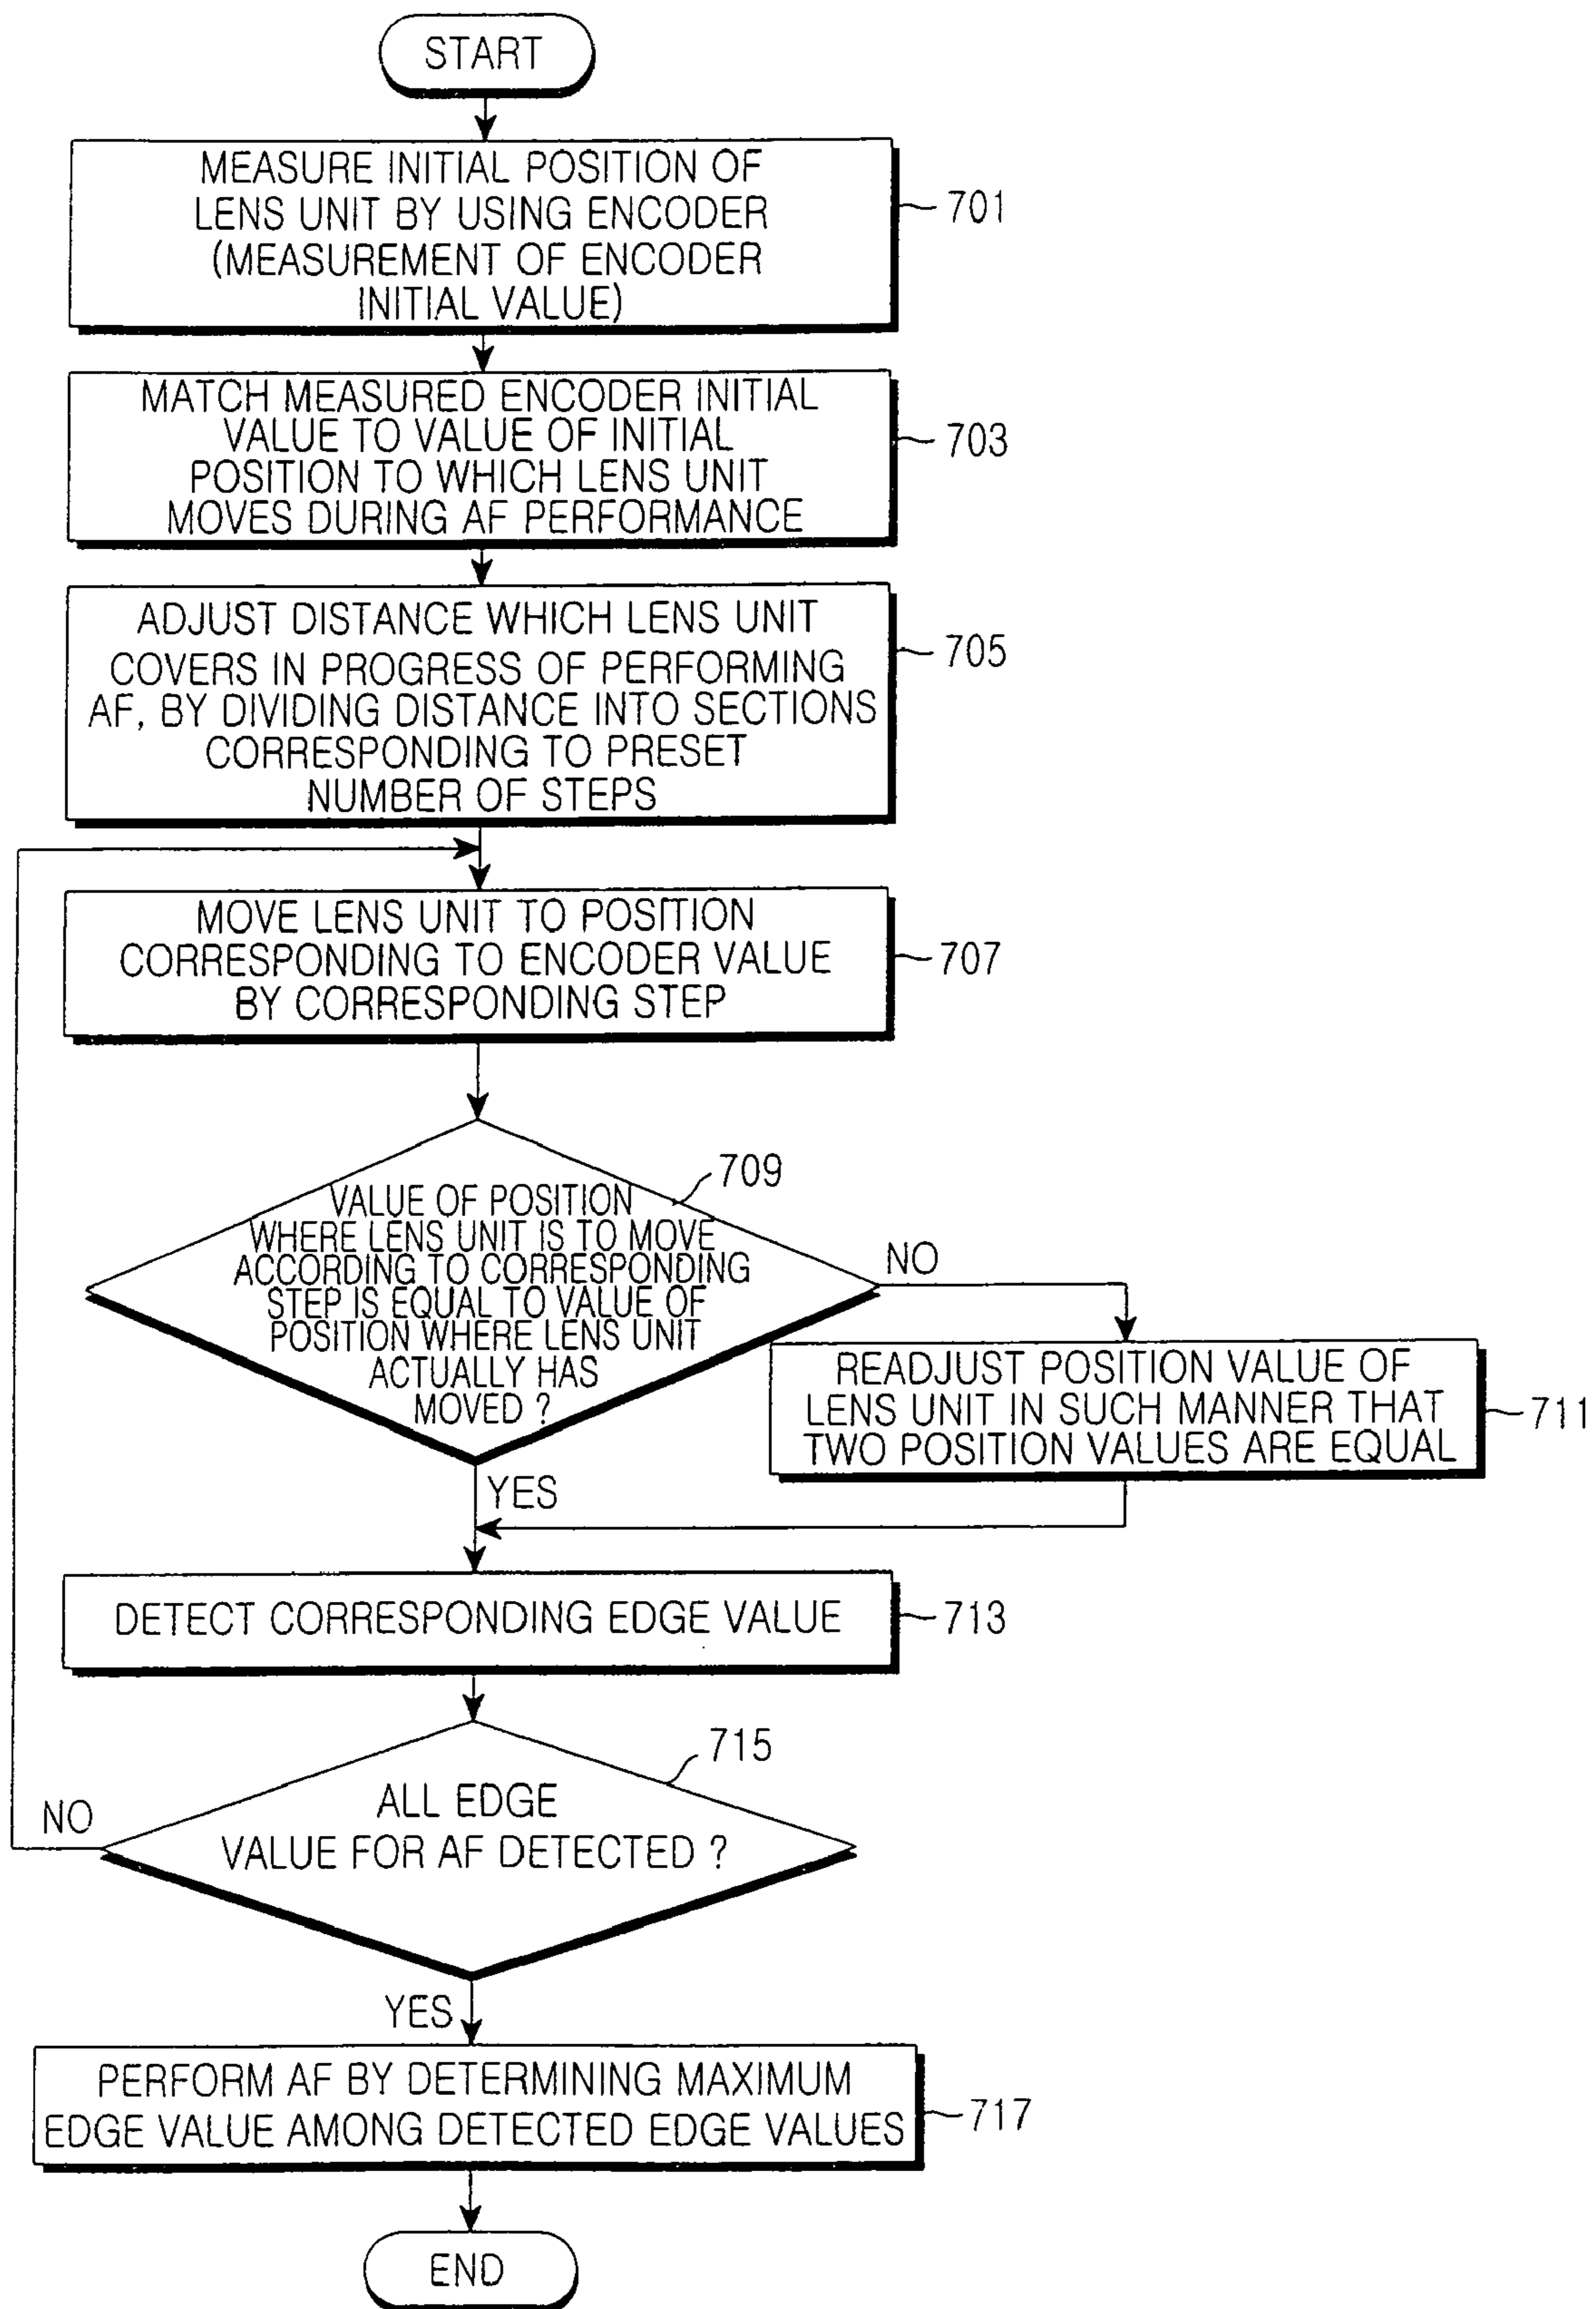 START
MEASURE INITIAL POSITION OF
LENS UNIT BY USING ENCODER
(MEASUREMENT OF ENCODER
INITIAL VALUE)
701
MATCH MEASURED ENCODER INITIAL
VALUE TO VALUE OF INITIAL
POSITION TO WHICH LENS UNIT
MOVES DURING AF PERFORMANCE
703
ADJUST DISTANCE WHICH LENS UNIT
COVERS IN PROGRESS OF PERFORMING
AF, BY DIVIDING DISTANCE INTO SECTIONS
CORRESPONDING TO PRESET
NUMBER OF STEPS
705
MOVE LENS UNIT TO POSITION
CORRESPONDING TO ENCODER VALUE
BY CORRESPONDING STEP
707
709
VALUE OF POSITION
WHERE LENS UNIT IS TO MOVE
ACCORDING TO CORRESPONDING
STEP IS EQUAL TO VALUE OF
POSITION WHERE LENS UNIT
ACTUALLY HAS
MOVED ?
NO
READJUST POSITION VALUE OF
LENS UNIT IN SUCH MANNER THAT
TWO POSITION VALUES ARE EQUAL
711
YES
DETECT CORRESPONDING EDGE VALUE
713
715
ALL EDGE
VALUE FOR AF DETECTED ?
NO
YES
PERFORM AF BY DETERMINING MAXIMUM
EDGE VALUE AMONG DETECTED EDGE VALUES
717
END